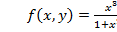 f(x, y) = x³/(1+x)